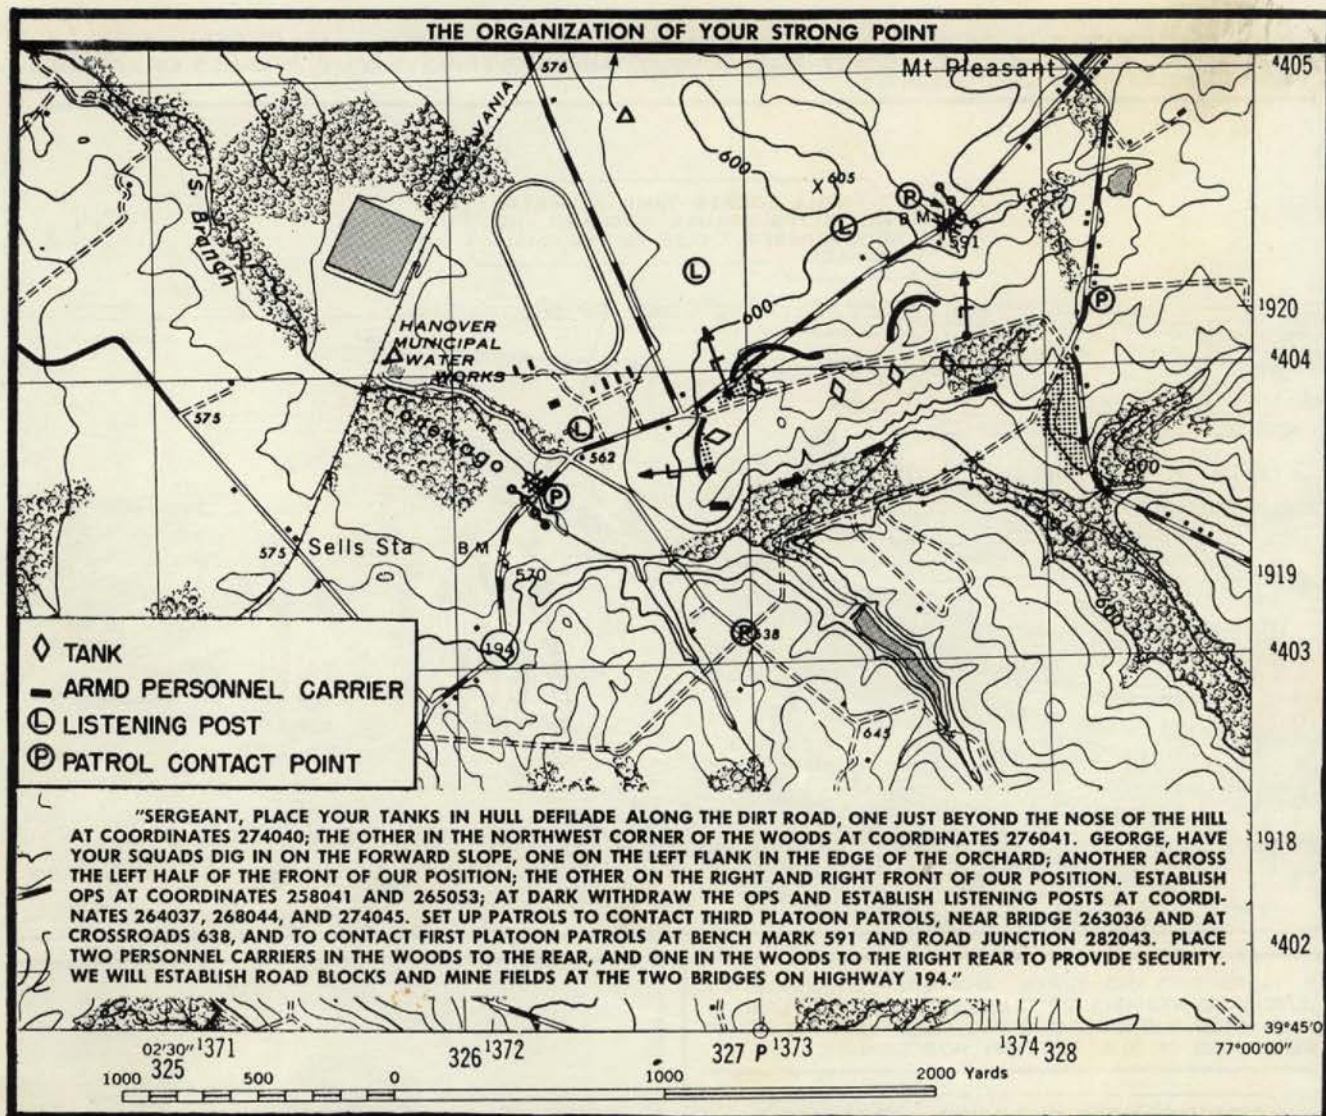 THE ORGANIZATION OF YOUR STRONG POINT
576
Mt Pleasant
⁴405
PENNSYLVANIA
600
X 605
P
BM
591
L
S Branch
L
600
P
¹920
HANOVER
MUNICIPAL
WATER
WORKS
⁴404
575
Conewago
L
562
L
600
P
575
Sells Sta
BM
570
¹919
600
P
638
194
⁴403
645
TANK
ARMD PERSONNEL CARRIER
L LISTENING POST
P PATROL CONTACT POINT
¹918
"SERGEANT, PLACE YOUR TANKS IN HULL DEFILADE ALONG THE DIRT ROAD, ONE JUST BEYOND THE NOSE OF THE HILL
AT COORDINATES 274040; THE OTHER IN THE NORTHWEST CORNER OF THE WOODS AT COORDINATES 276041. GEORGE, HAVE
YOUR SQUADS DIG IN ON THE FORWARD SLOPE, ONE ON THE LEFT FLANK IN THE EDGE OF THE ORCHARD; ANOTHER ACROSS
THE LEFT HALF OF THE FRONT OF OUR POSITION; THE OTHER ON THE RIGHT AND RIGHT FRONT OF OUR POSITION. ESTABLISH
OPS AT COORDINATES 258041 AND 265053; AT DARK WITHDRAW THE OPS AND ESTABLISH LISTENING POSTS AT COORDI-
NATES 264037, 268044, AND 274045. SET UP PATROLS TO CONTACT THIRD PLATOON PATROLS, NEAR BRIDGE 263036 AND AT
CROSSROADS 638, AND TO CONTACT FIRST PLATOON PATROLS AT BENCH MARK 591 AND ROAD JUNCTION 282043. PLACE
TWO PERSONNEL CARRIERS IN THE WOODS TO THE REAR, AND ONE IN THE WOODS TO THE RIGHT REAR TO PROVIDE SECURITY.
WE WILL ESTABLISH ROAD BLOCKS AND MINE FIELDS AT THE TWO BRIDGES ON HIGHWAY 194."
⁴402
39°45'0
02'30" ¹371
325
326 ¹372
327 P ¹373
¹374 328
77°00'00"
1000 500 0 1000 2000 Yards